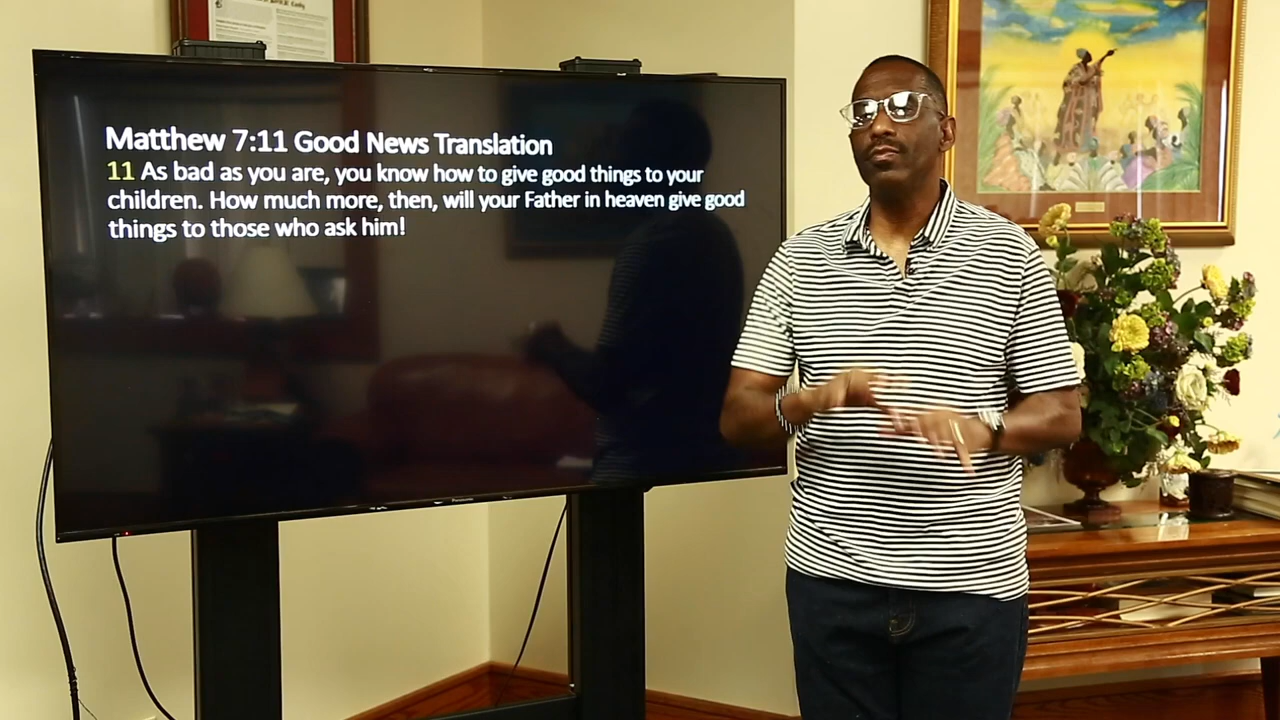 Matthew 7:11 Good News Translation
11 As bad as you are, you know how to give good things to your
children. How much more, then, will your Father in heaven give good
things to those who ask him!
Panasonic